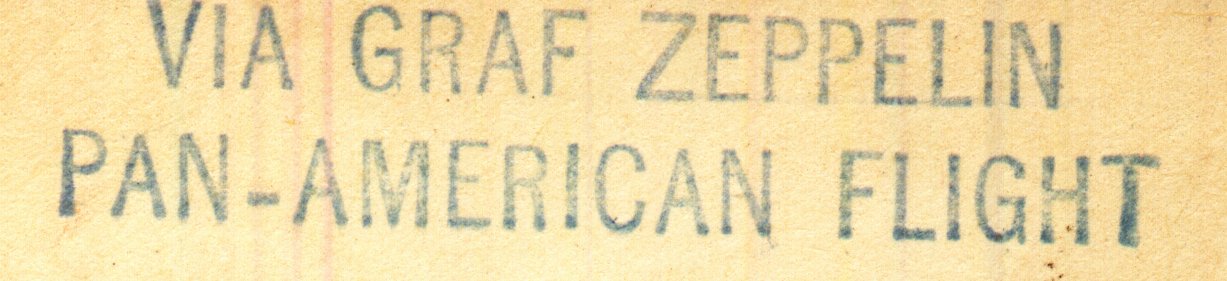 VIA GRAF ZEPPELIN
PAN-AMERICAN FLIGHT